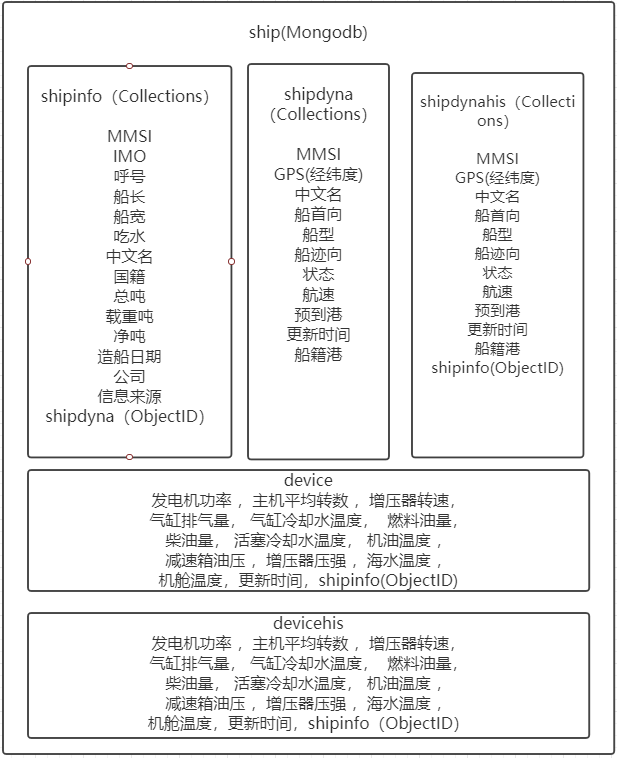 ship(Mongodb)
shipinfo（Collections）
MMSI
IMO
呼号
船长
船宽
吃水
中文名
国籍
总吨
载重吨
净吨
造船日期
公司
信息来源
shipdyna（ObjectID）
shipdyna
（Collections）
MMSI
GPS(经纬度)
中文名
船首向
船型
船迹向
状态
航速
预到港
更新时间
船籍港
shipdynahis（Collecti
ons）
MMSI
GPS(经纬度)
中文名
船首向
船型
船迹向
状态
航速
预到港
更新时间
船籍港
shipinfo(ObjectID)
device
发电机功率 ，主机平均转数 ，增压器转速，
气缸排气量， 气缸冷却水温度， 燃料油量，
柴油量， 活塞冷却水温度， 机油温度 ，
减速箱油压 ，增压器压强 ，海水温度 ，
机舱温度，更新时间，shipinfo(ObjectID)
devicehis
发电机功率 ，主机平均转数 ，增压器转速，
气缸排气量， 气缸冷却水温度， 燃料油量，
柴油量， 活塞冷却水温度， 机油温度 ，
减速箱油压 ，增压器压强 ，海水温度 ，
机舱温度，更新时间，shipinfo（ObjectID）